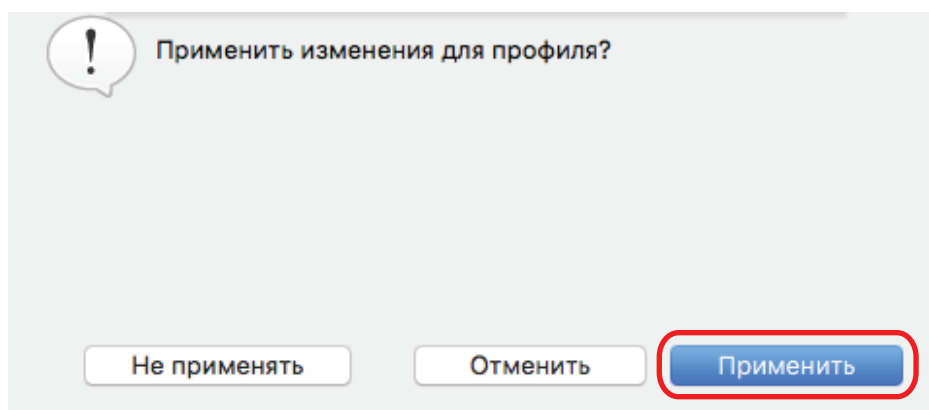 Применить изменения для профиля?
Не применять Отменить Применить